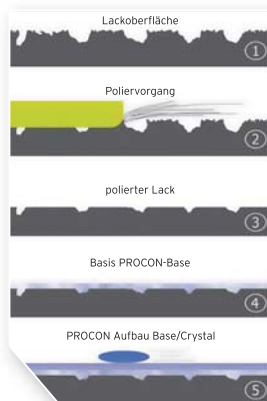 Lackoberfläche
1
Poliervorgang
2
polierter Lack
3
Basis PROCON-Base
4
PROCON Aufbau Base/Crystal
5